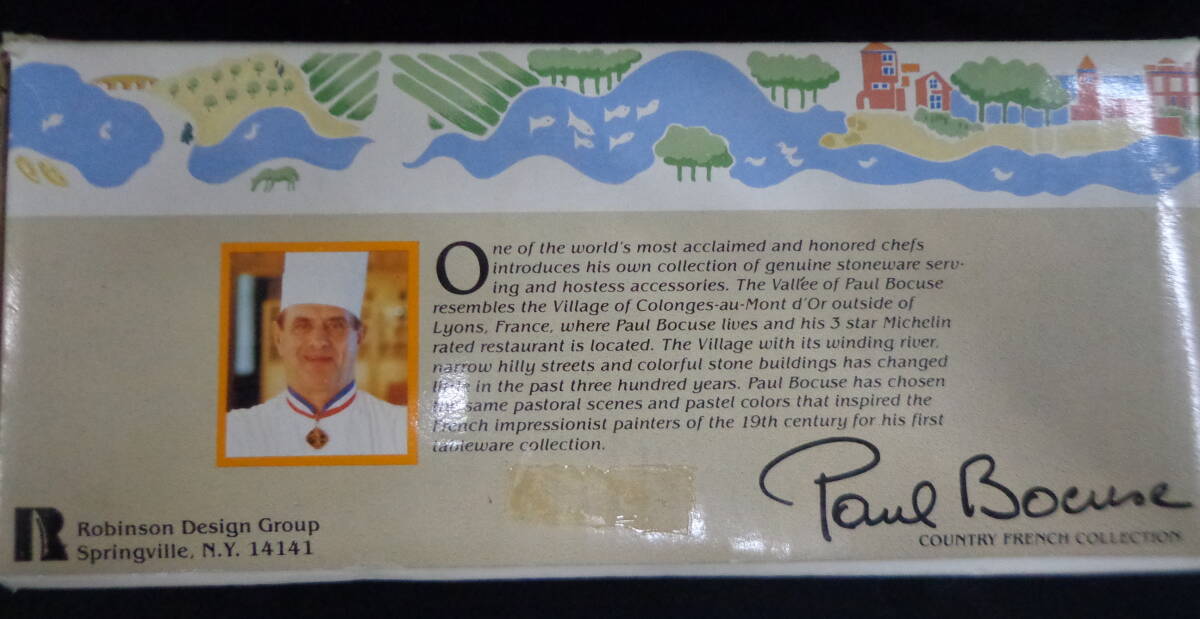 One of the world's most acclaimed and honored chefs
introduces his own collection of genuine stoneware serv-
ing and hostess accessories. The Vallée of Paul Bocuse
resembles the Village of Colonges-au-Mont d'Or outside of
Lyons, France, where Paul Bocuse lives and his 3 star Michelin
rated restaurant is located. The Village with its winding river,
narrow hilly streets and colorful stone buildings has changed
little in the past three hundred years. Paul Bocuse has chosen
the same pastoral scenes and pastel colors that inspired the
French impressionist painters of the 19th century for his first
tableware collection.
Paul Bocuse
COUNTRY FRENCH COLLECTION
R
Robinson Design Group
Springville, N.Y. 14141